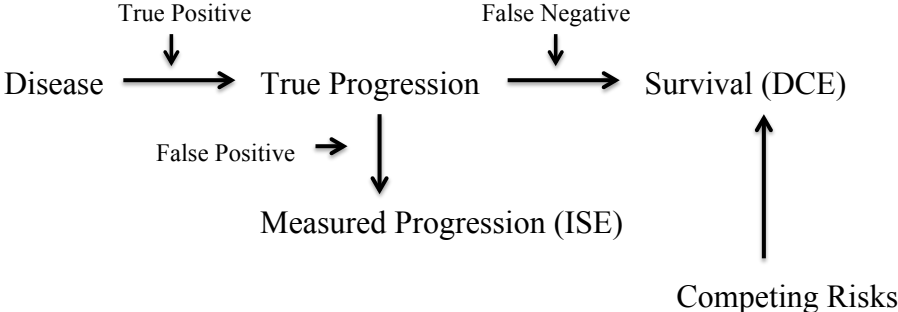 True Positive
False Negative
Disease
True Progression
Survival (DCE)
False Positive
Measured Progression (ISE)
Competing Risks